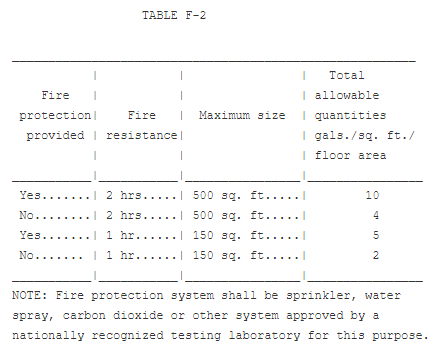 TABLE F-2
Total
Fire | | | allowable
protection| Fire | Maximum size | quantities
provided | resistance| | gals./sq. ft./
floor area
Yes.......| 2 hrs.....| 500 sq. ft.....| 10
No........| 2 hrs.....| 500 sq. ft.....| 4
Yes.......| 1 hr......| 150 sq. ft.....| 5
No....... | 1 hr......| 150 sq. ft.....| 2
NOTE: Fire protection system shall be sprinkler, water
spray, carbon dioxide or other system approved by a
nationally recognized testing laboratory for this purpose.